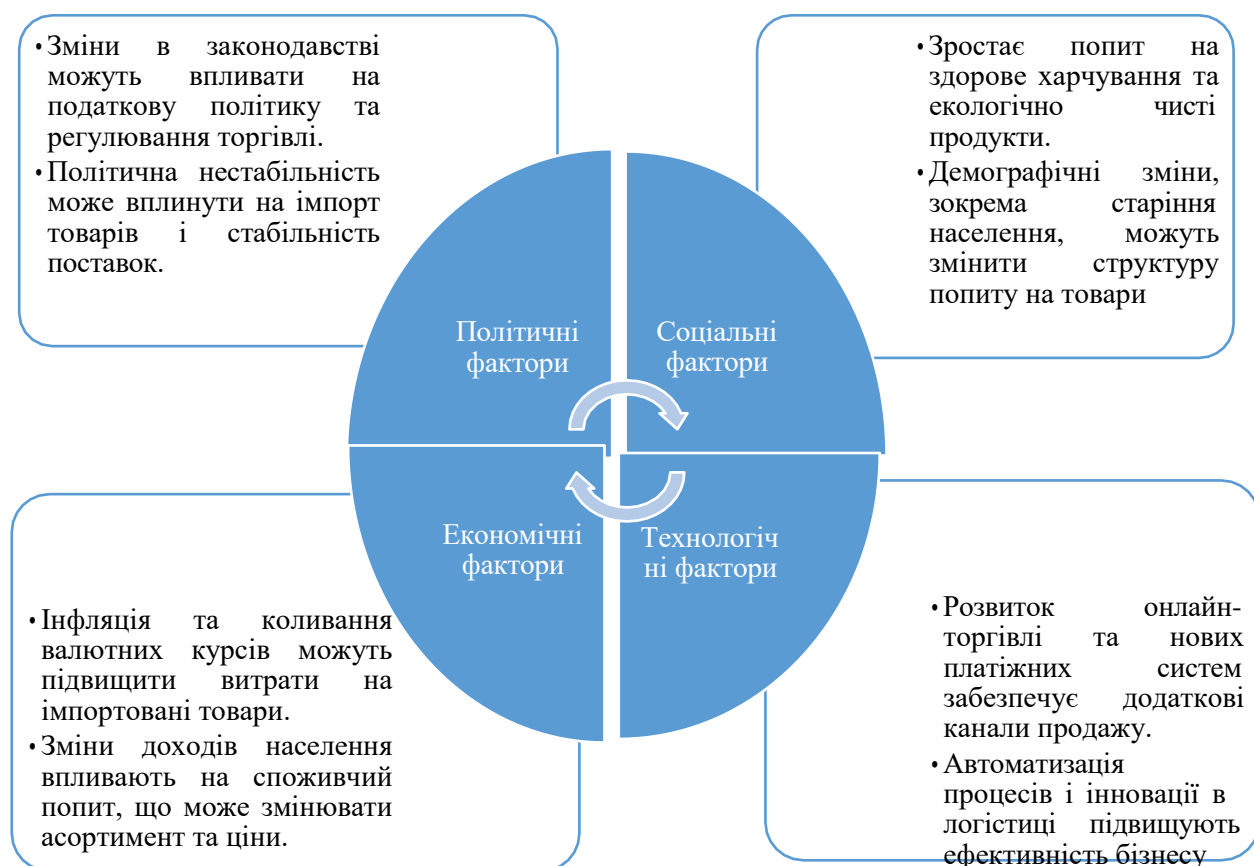 • Зміни в законодавстві
можуть впливати на
податкову політику та
регулювання торгівлі.
• Політична нестабільність
може вплинути на імпорт
товарів і стабільність
поставок.
• Зростає попит на
здорове харчування та
екологічно чисті
продукти.
• Демографічні зміни,
зокрема старіння
населення, можуть
змінити структуру
попиту на товари
Політичні
фактори
Соціальні
фактори
Економічні
фактори
Технологіч
ні фактори
• Інфляція та коливання
валютних курсів можуть
підвищити витрати на
імпортовані товари.
• Зміни доходів населення
впливають на споживчий
попит, що може змінювати
асортимент та ціни.
• Розвиток онлайн-
торгівлі та нових
платіжних систем
забезпечує додаткові
канали продажу.
• Автоматизація
процесів і інновації в
логістиці підвищують
ефективність бізнесу